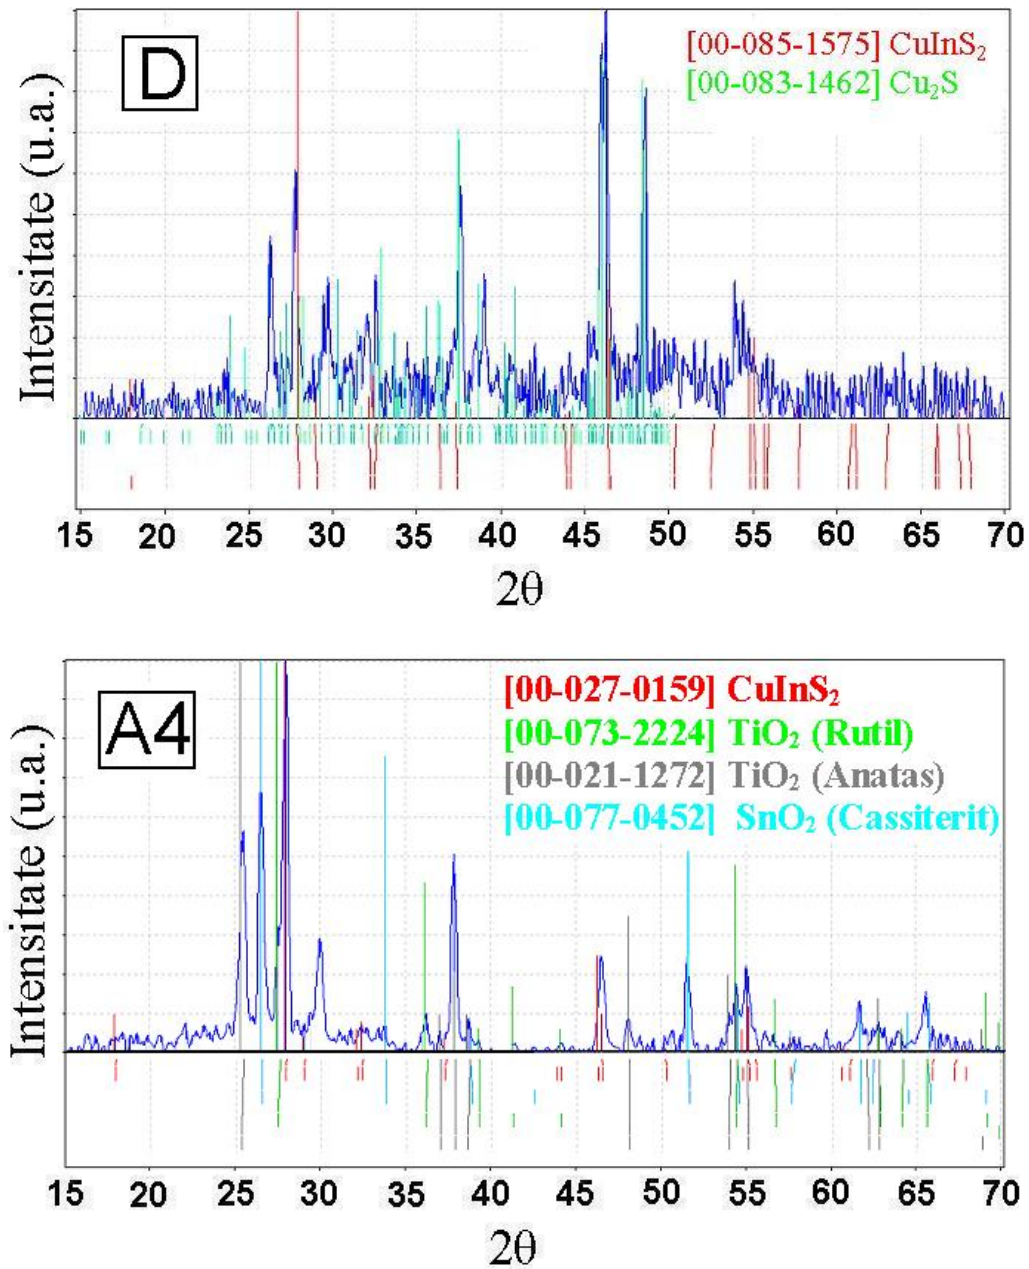 D
[00-085-1575] CuInS₂
[00-083-1462] Cu₂S
Intensitate (u.a.)
15 20 25 30 35 40 45 50 55 60 65 70
2θ
A4
[00-027-0159] CuInS₂
[00-073-2224] TiO₂ (Rutil)
[00-021-1272] TiO₂ (Anatas)
[00-077-0452] SnO₂ (Cassiterit)
Intensitate (u.a.)
15 20 25 30 35 40 45 50 55 60 65 70
2θ